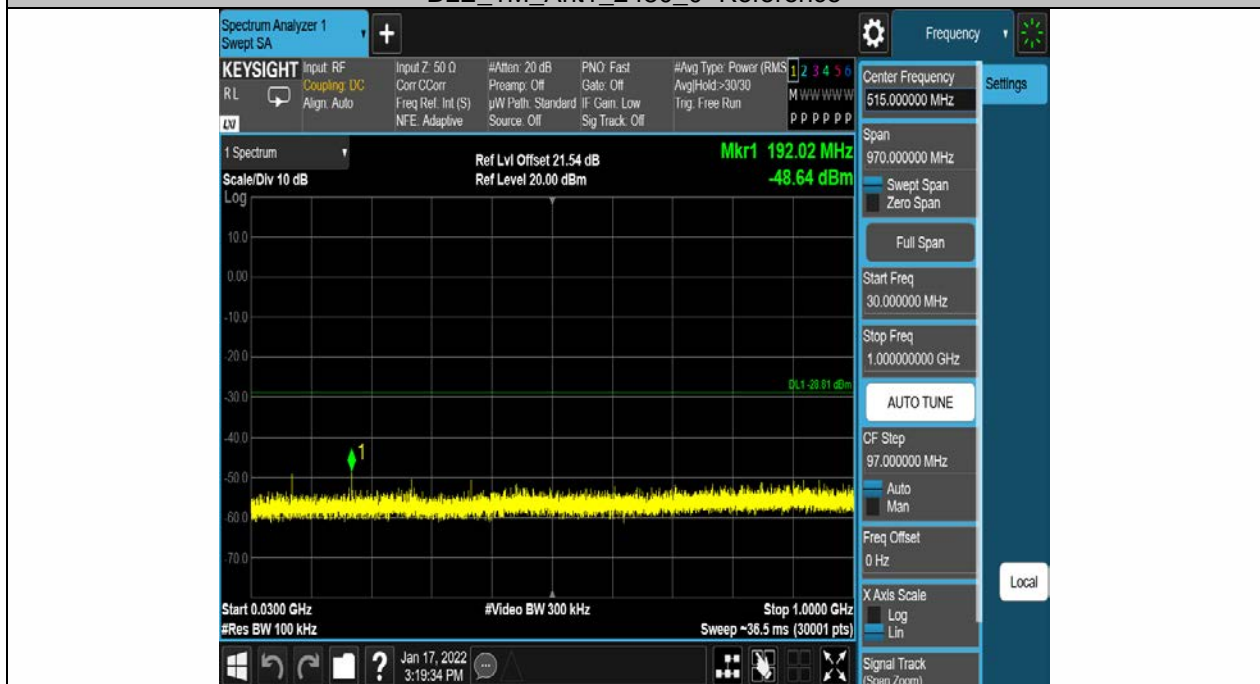 Spectrum Analyzer 1
Swept SA
+
Frequency
KEYSIGHT
RL
LXI
Input: RF
Coupling: DC
Align: Auto
Input Z: 50 Ω
Corr CCorr
Freq Ref: Int (S)
NFE: Adaptive
#Atten: 20 dB
Preamp: Off
µW Path: Standard
Source: Off
PNO: Fast
Gate: Off
IF Gain: Low
Sig Track: Off
#Avg Type: Power (RMS
Avg|Hold:>30/30
Trig: Free Run
1 2 3 4 5 6
M W W W W W
P P P P P P
1 Spectrum
Scale/Div 10 dB
Log
Ref Lvl Offset 21.54 dB
Ref Level 20.00 dBm
Mkr1 192.02 MHz
-48.64 dBm
10.0
0.00
-10.0
-20.0
-30.0
-40.0
-50.0
-60.0
-70.0
DL1 -28.81 dBm
1
Start 0.0300 GHz
#Res BW 100 kHz
#Video BW 300 kHz
Stop 1.0000 GHz
Sweep ~36.5 ms (30001 pts)
Center Frequency
515.000000 MHz
Settings
Span
970.000000 MHz
Swept Span
Zero Span
Full Span
Start Freq
30.000000 MHz
Stop Freq
1.000000000 GHz
AUTO TUNE
CF Step
97.000000 MHz
Auto
Man
Freq Offset
0 Hz
X Axis Scale
Log
Lin
Signal Track
(Span Zoom)
Local
?
Jan 17, 2022
3:19:34 PM